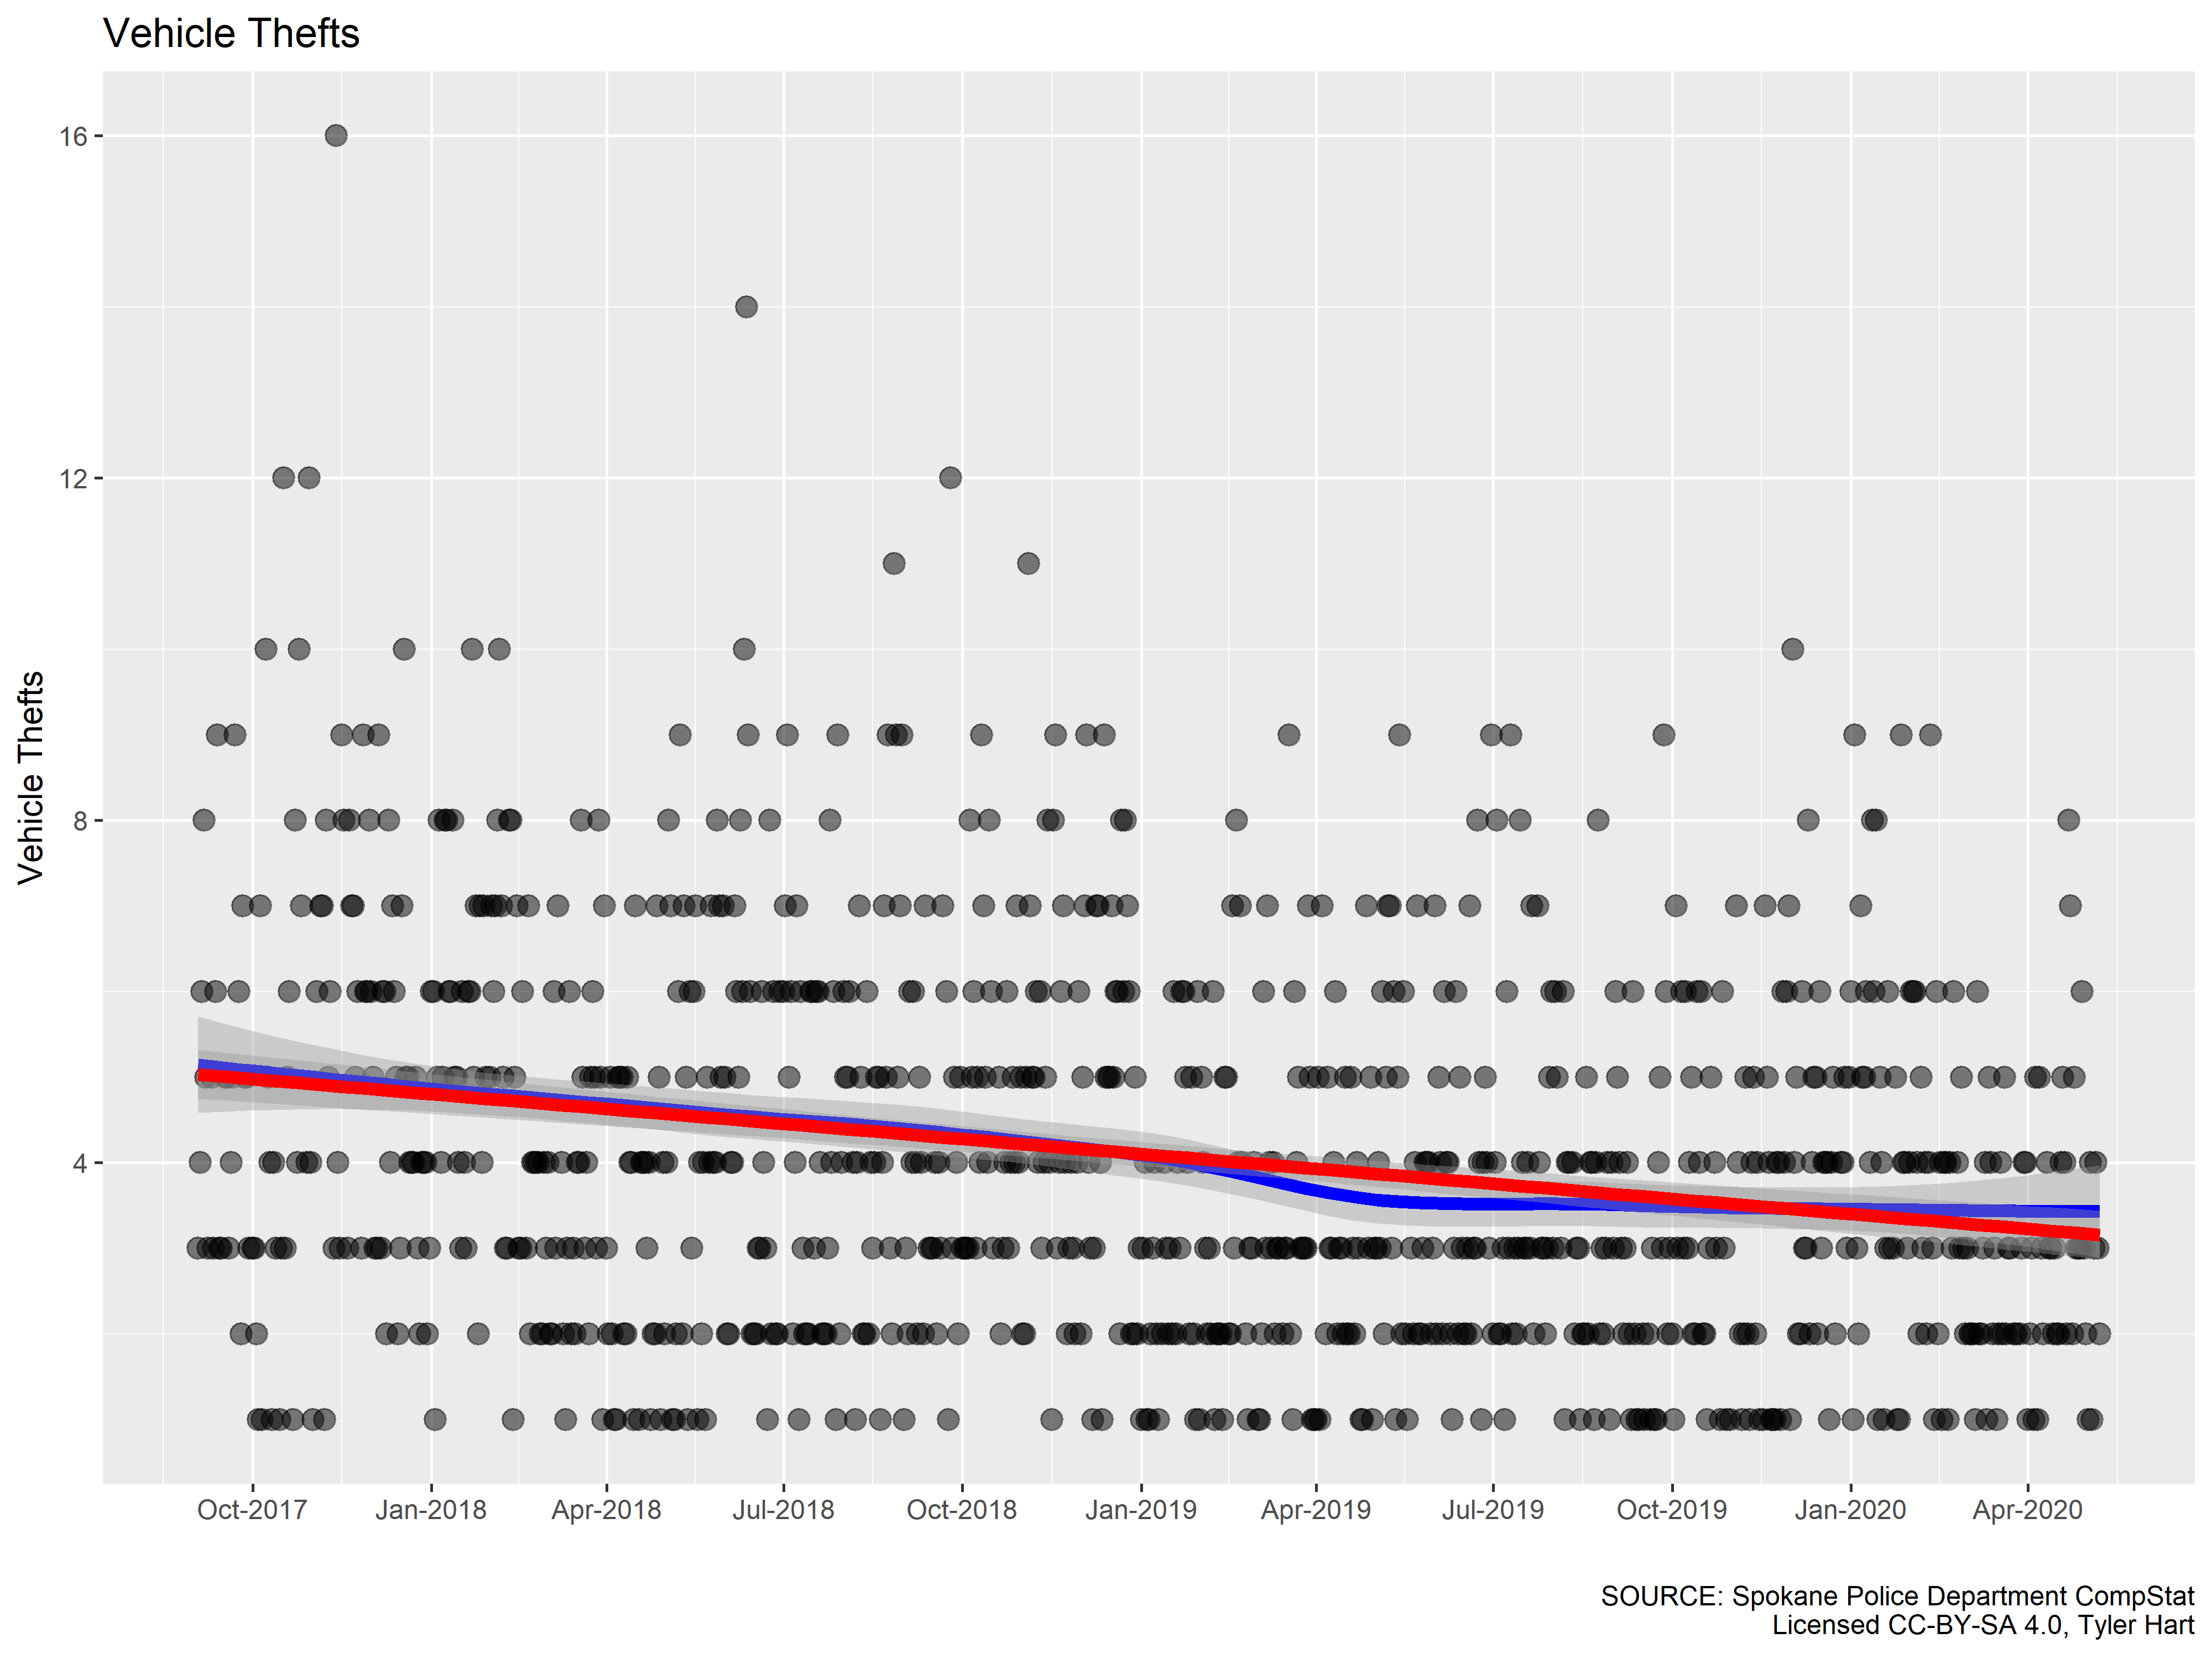 Vehicle Thefts
Vehicle Thefts
16
12
8
4
Oct-2017 Jan-2018 Apr-2018 Jul-2018 Oct-2018 Jan-2019 Apr-2019 Jul-2019 Oct-2019 Jan-2020 Apr-2020
SOURCE: Spokane Police Department CompStat
Licensed CC-BY-SA 4.0, Tyler Hart